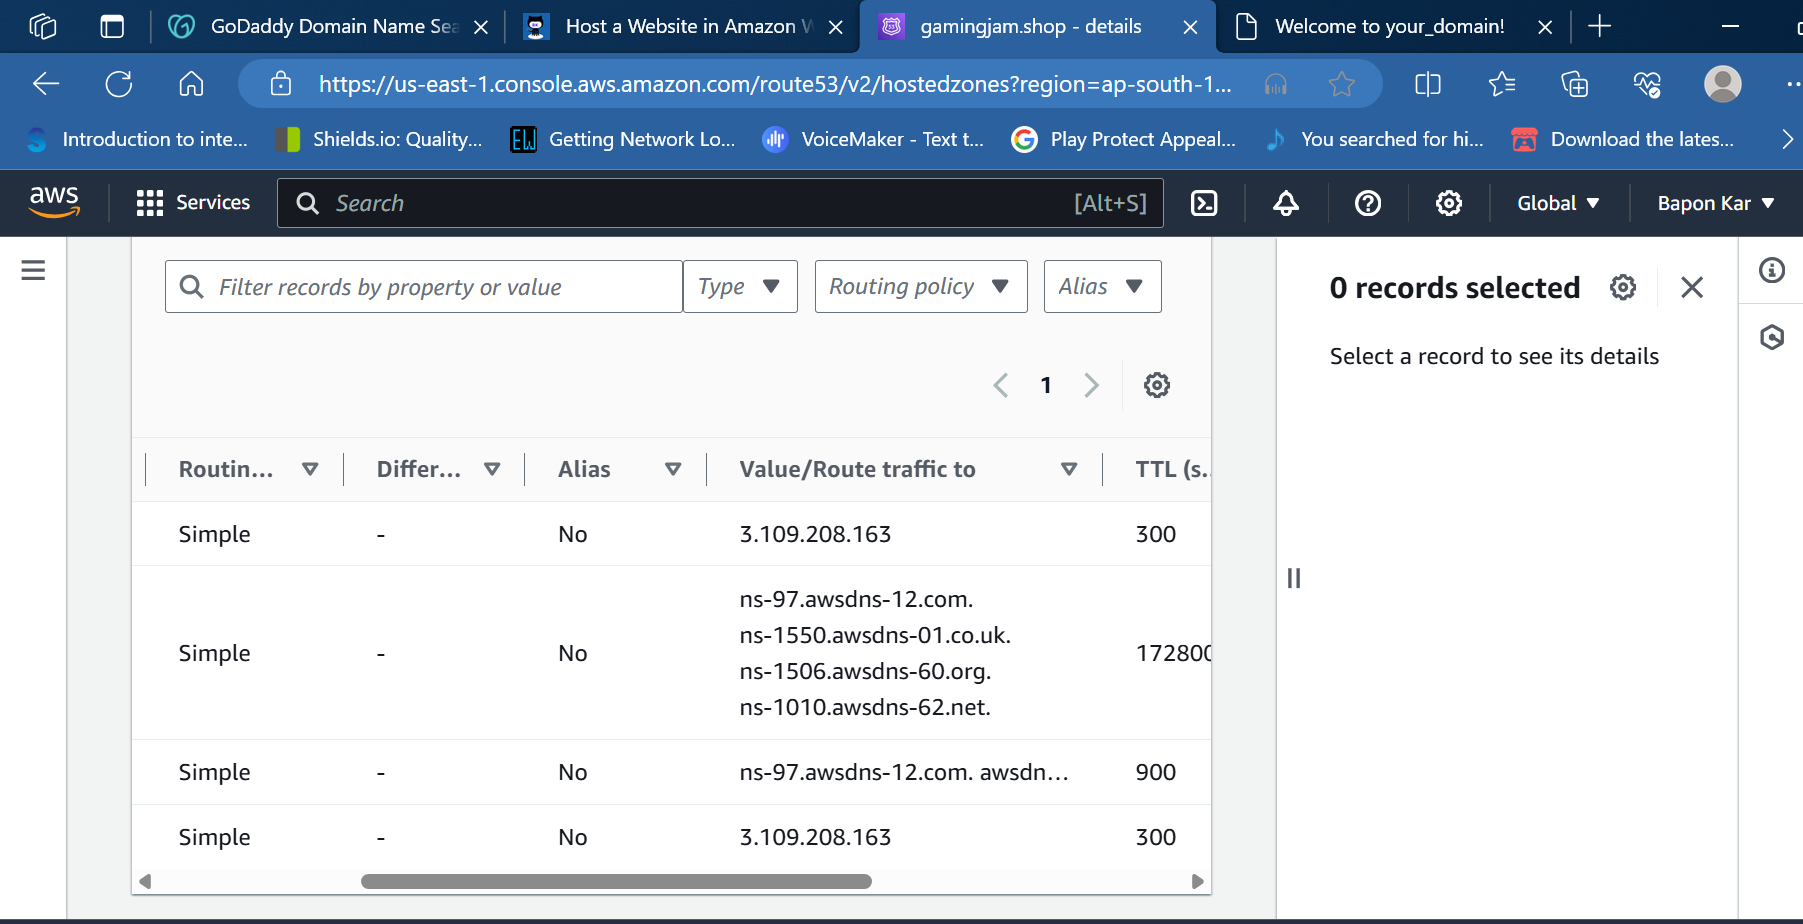 GoDaddy Domain Name Sea
Host a Website in Amazon W
gamingjam.shop - details
Welcome to your_domain!
https://us-east-1.console.aws.amazon.com/route53/v2/hostedzones?region=ap-south-1...
Introduction to inte...
Shields.io: Quality...
EW
Getting Network Lo...
VoiceMaker - Text t...
Play Protect Appeal...
You searched for hi...
Download the lates...
aws
Services
Search
[Alt+S]
Global
Bapon Kar
Filter records by property or value
Type
Routing policy
Alias
0 records selected
Select a record to see its details
1
Routin...
Differ...
Alias
Value/Route traffic to
TTL (s..
Simple
-
No
3.109.208.163
300
Simple
-
No
ns-97.awsdns-12.com.
ns-1550.awsdns-01.co.uk.
ns-1506.awsdns-60.org.
ns-1010.awsdns-62.net.
172800
Simple
-
No
ns-97.awsdns-12.com. awsdn...
900
Simple
-
No
3.109.208.163
300